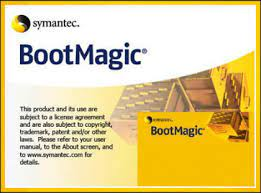 symantec.
BootMagic®
This product and its use are
subject to a license agreement
and are also subject to copyright,
trademark, patent and/or other
laws. Please refer to your user
manual, to the About screen, and to
www.symantec.com for
details.
symantec.
BootMagic®